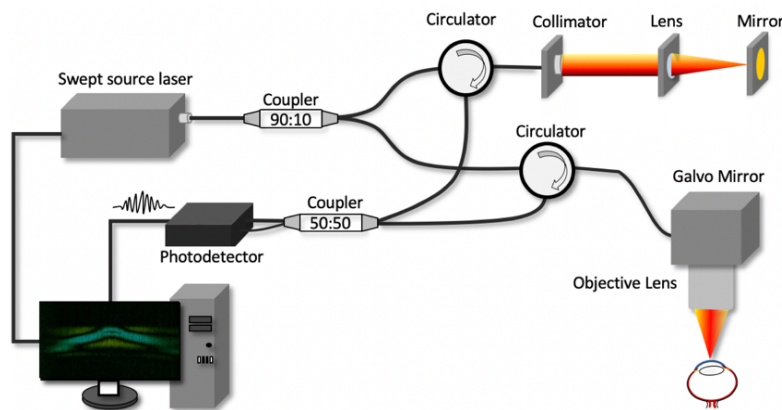 Circulator
Collimator
Lens
Mirror
Swept source laser
Coupler
90:10
Circulator
Galvo Mirror
Coupler
50:50
Photodetector
Objective Lens